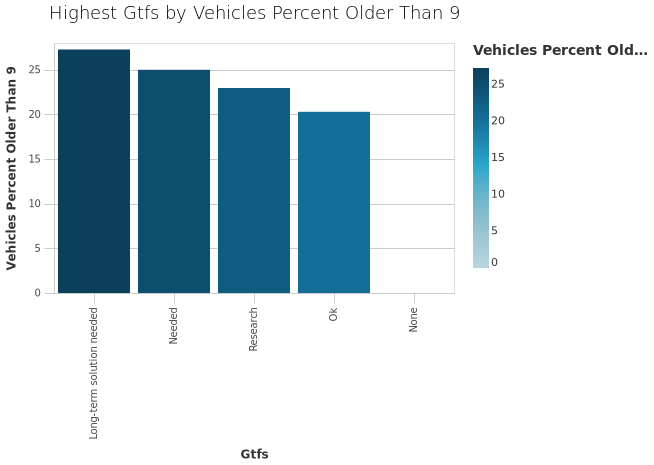 Highest Gtfs by Vehicles Percent Older Than 9
Vehicles Percent Old...
Vehicles Percent Older Than 9
25
20
15
10
5
0
25
20
15
10
5
0
Long-term solution needed
Needed
Research
Ok
None
Gtfs